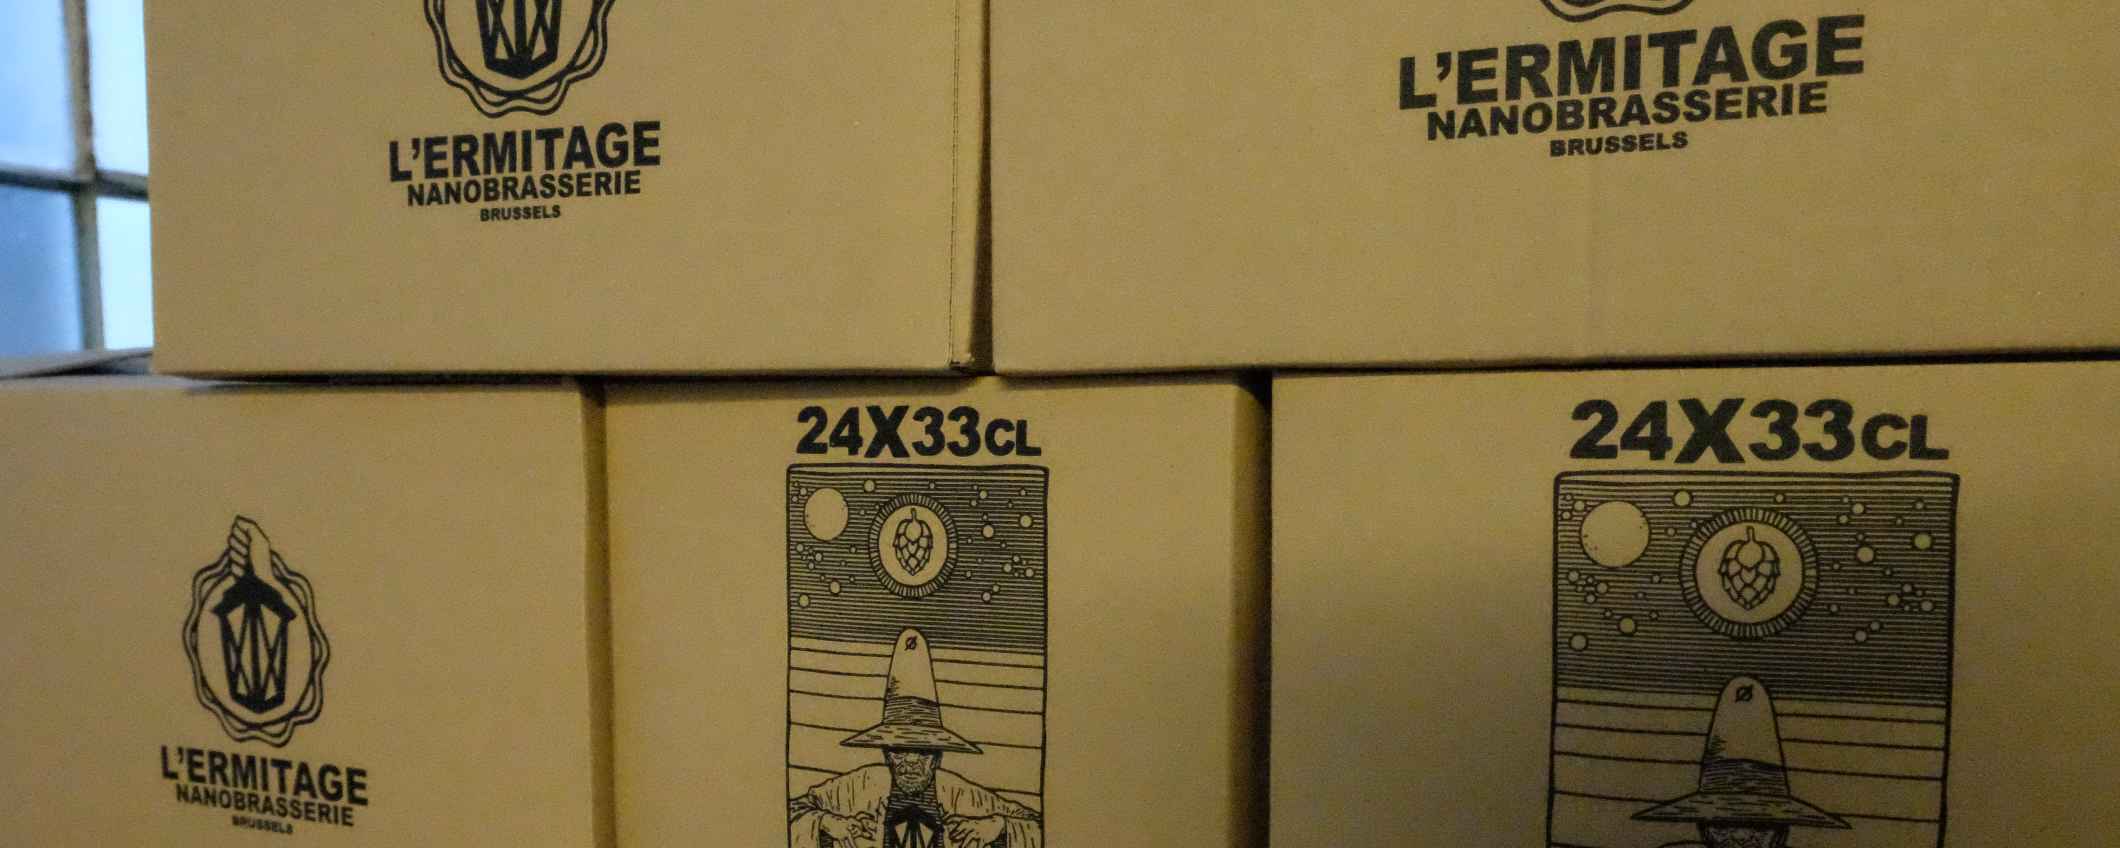 L'ERMITAGE
NANOBRASSERIE
BRUSSELS
L'ERMITAGE
NANOBRASSERIE
BRUSSELS
L'ERMITAGE
NANOBRASSERIE
BRUSSELS
24X33CL
Ø
24X33CL
Ø